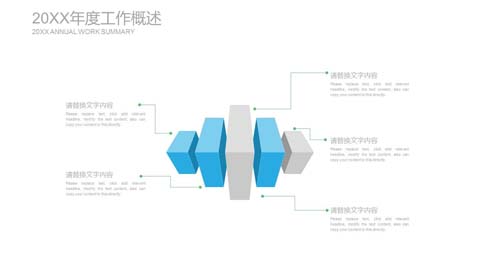 20XX年度工作概述
20XX ANNUAL WORK SUMMARY
请替换文字内容
Please replace text, click add relevant
headline, modify the text content, also can
copy your content to this directly.
请替换文字内容
Please replace text, click add relevant
headline, modify the text content, also can
copy your content to this directly.
请替换文字内容
Please replace text, click add relevant
headline, modify the text content, also can
copy your content to this directly.
请替换文字内容
Please replace text, click add relevant
headline, modify the text content, also can
copy your content to this directly.
请替换文字内容
Please replace text, click add relevant
headline, modify the text content, also can
copy your content to this directly.